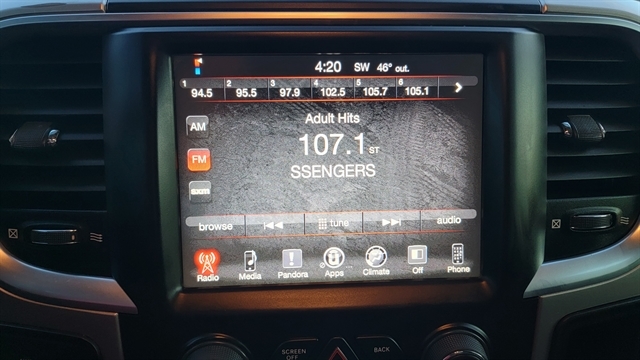 4:20 SW 46° out.
1 2 3 4 5 6
94.5 95.5 97.9 102.5 105.7 105.1
Adult Hits
AM
107.1 ST
FM
SSENGERS
sxm
browse tune audio
Radio Media Pandora Apps Climate Off Phone
SCREEN OFF
BACK